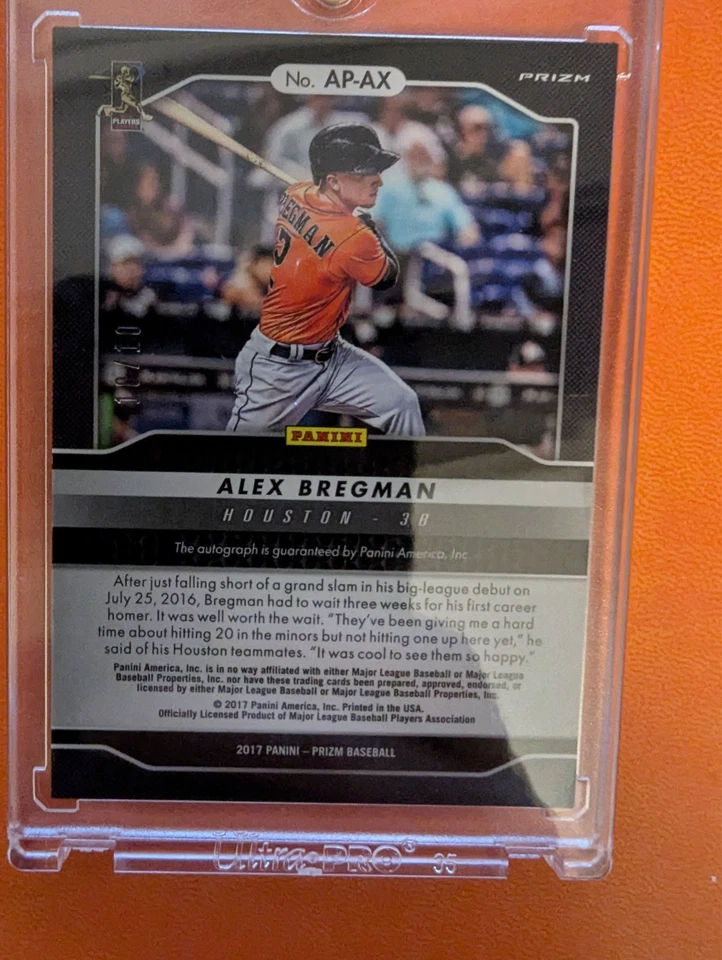 No. AP-AX
PRIZM
PLAYERS
BREGMAN
2
10/10
PANINI
ALEX BREGMAN
HOUSTON - 3B
The autograph is guaranteed by Panini America, Inc.
After just falling short of a grand slam in his big-league debut on
July 25, 2016, Bregman had to wait three weeks for his first career
homer. It was well worth the wait. "They've been giving me a hard
time about hitting 20 in the minors but not hitting one up here yet," he
said of his Houston teammates. "It was cool to see them so happy."
Panini America, Inc. is in no way affiliated with either Major League Baseball or Major League
Baseball Properties, Inc. nor have these trading cards been prepared, approved, endorsed, or
licensed by either Major League Baseball or Major League Baseball Properties, Inc.
© 2017 Panini America, Inc. Printed in the USA.
Officially Licensed Product of Major League Baseball Players Association
2017 PANINI – PRIZM BASEBALL
Ultra•PRO® 35